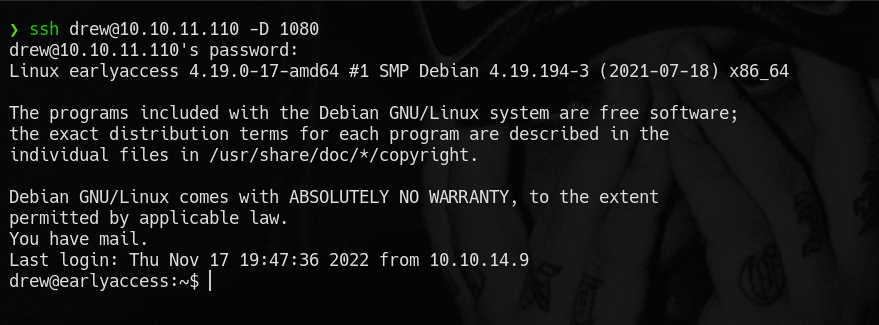 ❯ ssh drew@10.10.11.110 -D 1080
drew@10.10.11.110's password:
Linux earlyaccess 4.19.0-17-amd64 #1 SMP Debian 4.19.194-3 (2021-07-18) x86_64
The programs included with the Debian GNU/Linux system are free software;
the exact distribution terms for each program are described in the
individual files in /usr/share/doc/*/copyright.
Debian GNU/Linux comes with ABSOLUTELY NO WARRANTY, to the extent
permitted by applicable law.
You have mail.
Last login: Thu Nov 17 19:47:36 2022 from 10.10.14.9
drew@earlyaccess:~$